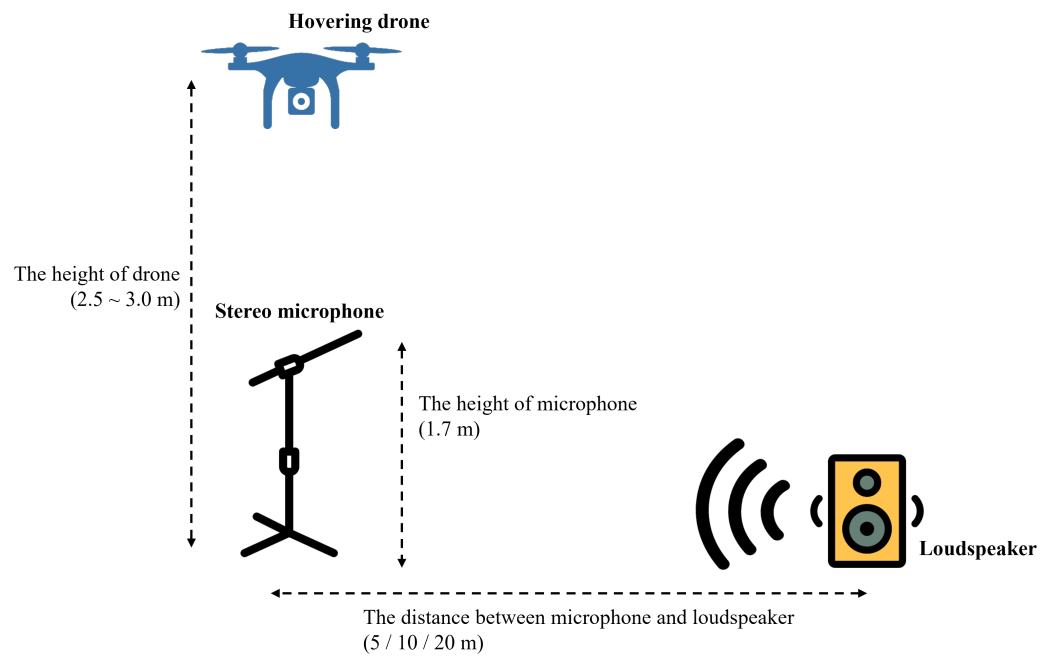 Hovering drone
The height of drone
(2.5 ~ 3.0 m)
Stereo microphone
The height of microphone
(1.7 m)
Loudspeaker
The distance between microphone and loudspeaker
(5 / 10 / 20 m)